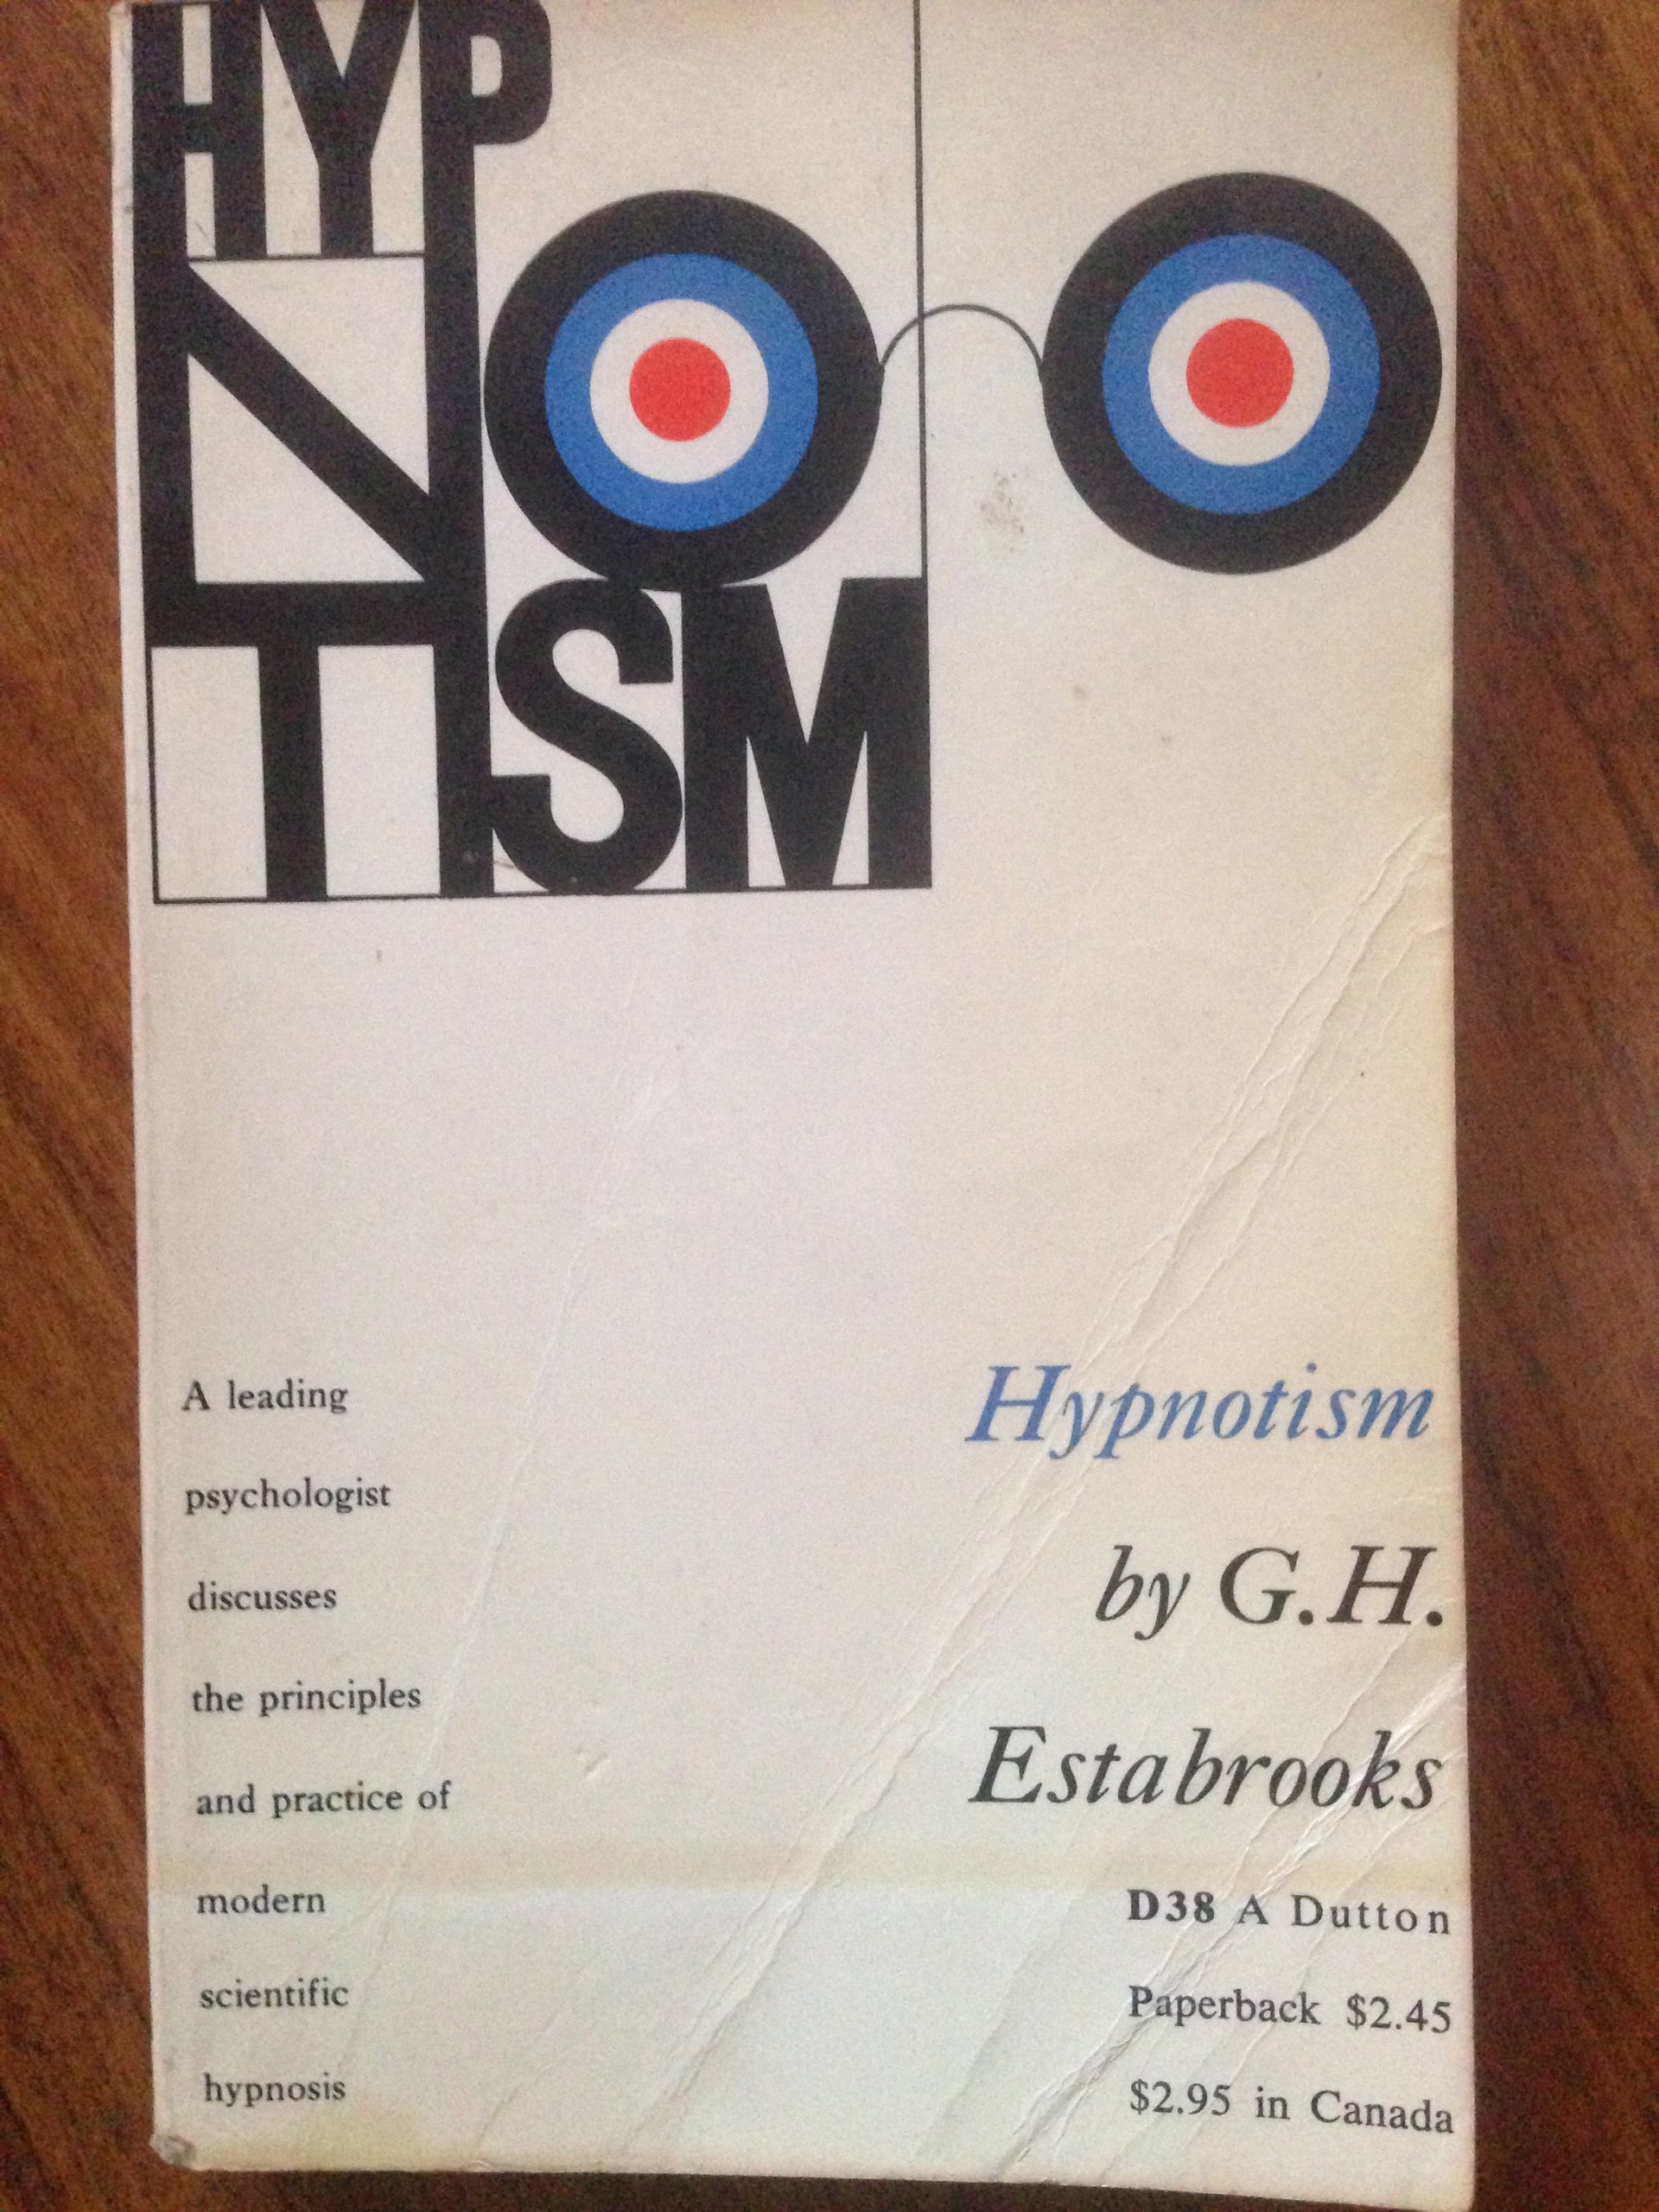 HYP
NO
TISM
A leading
psychologist
discusses
the principles
and practice of
modern
scientific
hypnosis
Hypnotism
by G.H.
Estabrooks
D38 A Dutton
Paperback $2.45
$2.95 in Canada